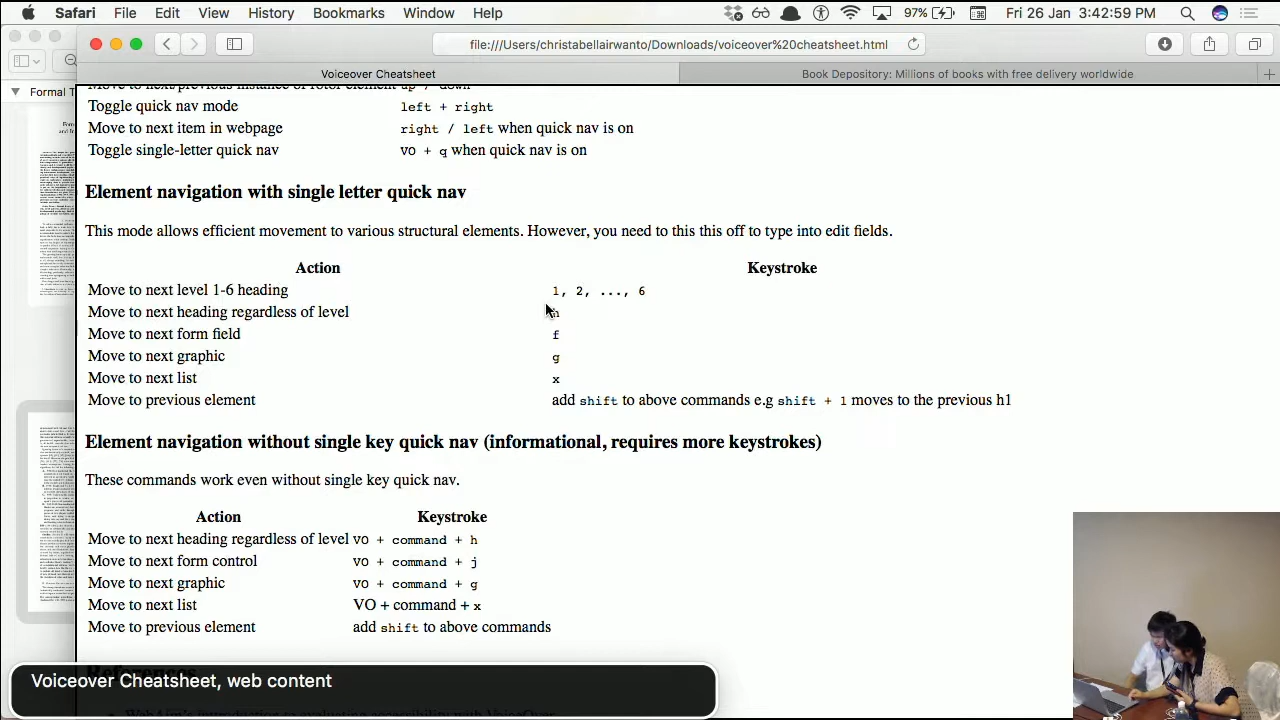 Safari File Edit View History Bookmarks Window Help 97% Fri 26 Jan 3:42:59 PM
file:///Users/christabellairwanto/Downloads/voiceover%20cheatsheet.html
Voiceover Cheatsheet Book Depository: Millions of books with free delivery worldwide
Formal T
Toggle quick nav mode left + right
Move to next item in webpage right / left when quick nav is on
Toggle single-letter quick nav VO + q when quick nav is on
Element navigation with single letter quick nav
This mode allows efficient movement to various structural elements. However, you need to this this off to type into edit fields.
Action Keystroke
Move to next level 1-6 heading 1, 2, ..., 6
Move to next heading regardless of level h
Move to next form field f
Move to next graphic g
Move to next list x
Move to previous element add shift to above commands e.g shift + 1 moves to the previous h1
Element navigation without single key quick nav (informational, requires more keystrokes)
These commands work even without single key quick nav.
Action Keystroke
Move to next heading regardless of level VO + command + h
Move to next form control VO + command + j
Move to next graphic VO + command + g
Move to next list VO + command + x
Move to previous element add shift to above commands
References
Voiceover Cheatsheet, web content